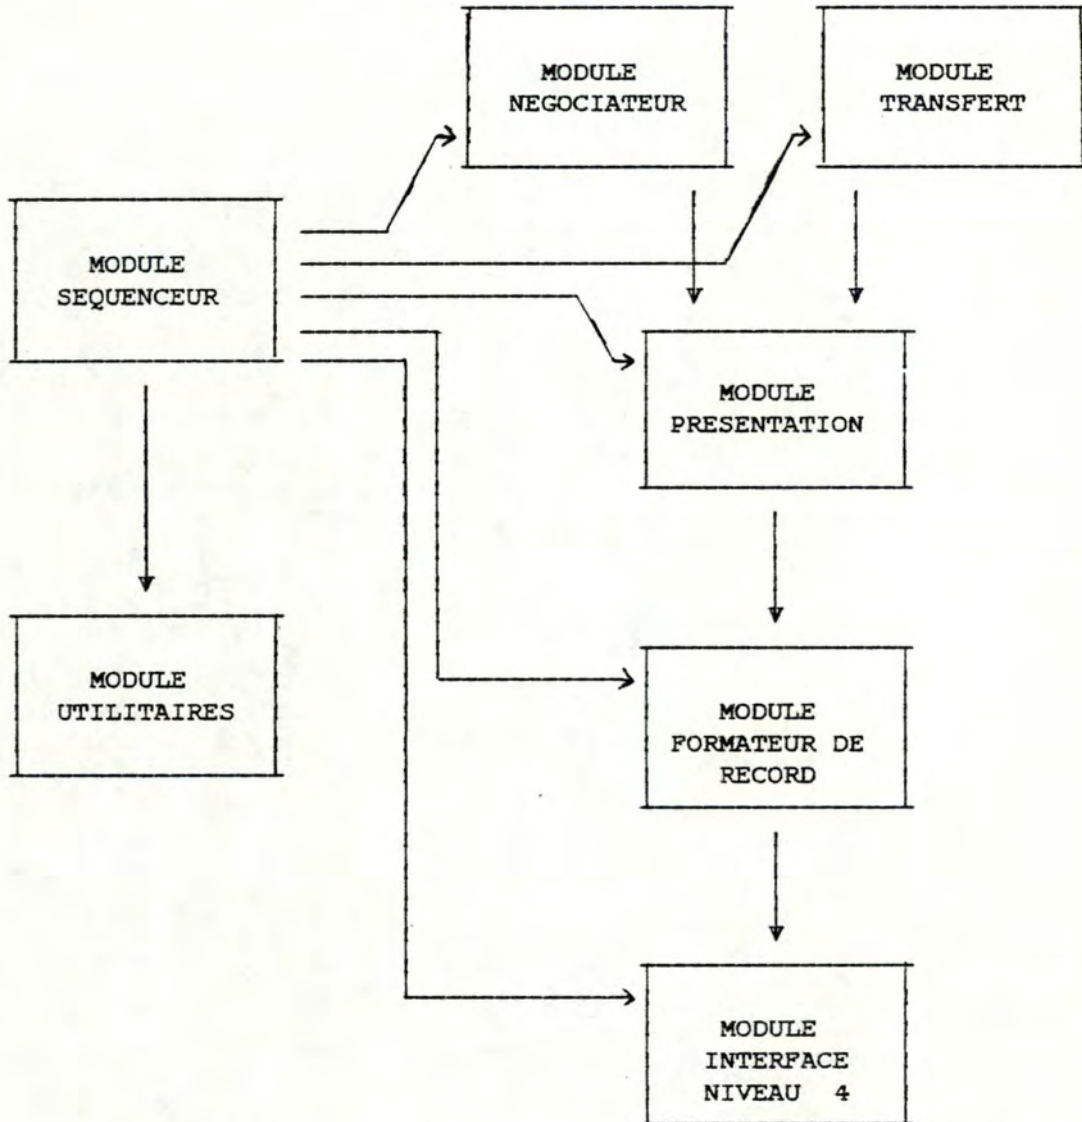 MODULE
NEGOCIATEUR
MODULE
TRANSFERT
MODULE
SEQUENCEUR
MODULE
PRESENTATION
MODULE
UTILITAIRES
MODULE
FORMATEUR DE
RECORD
MODULE
INTERFACE
NIVEAU 4